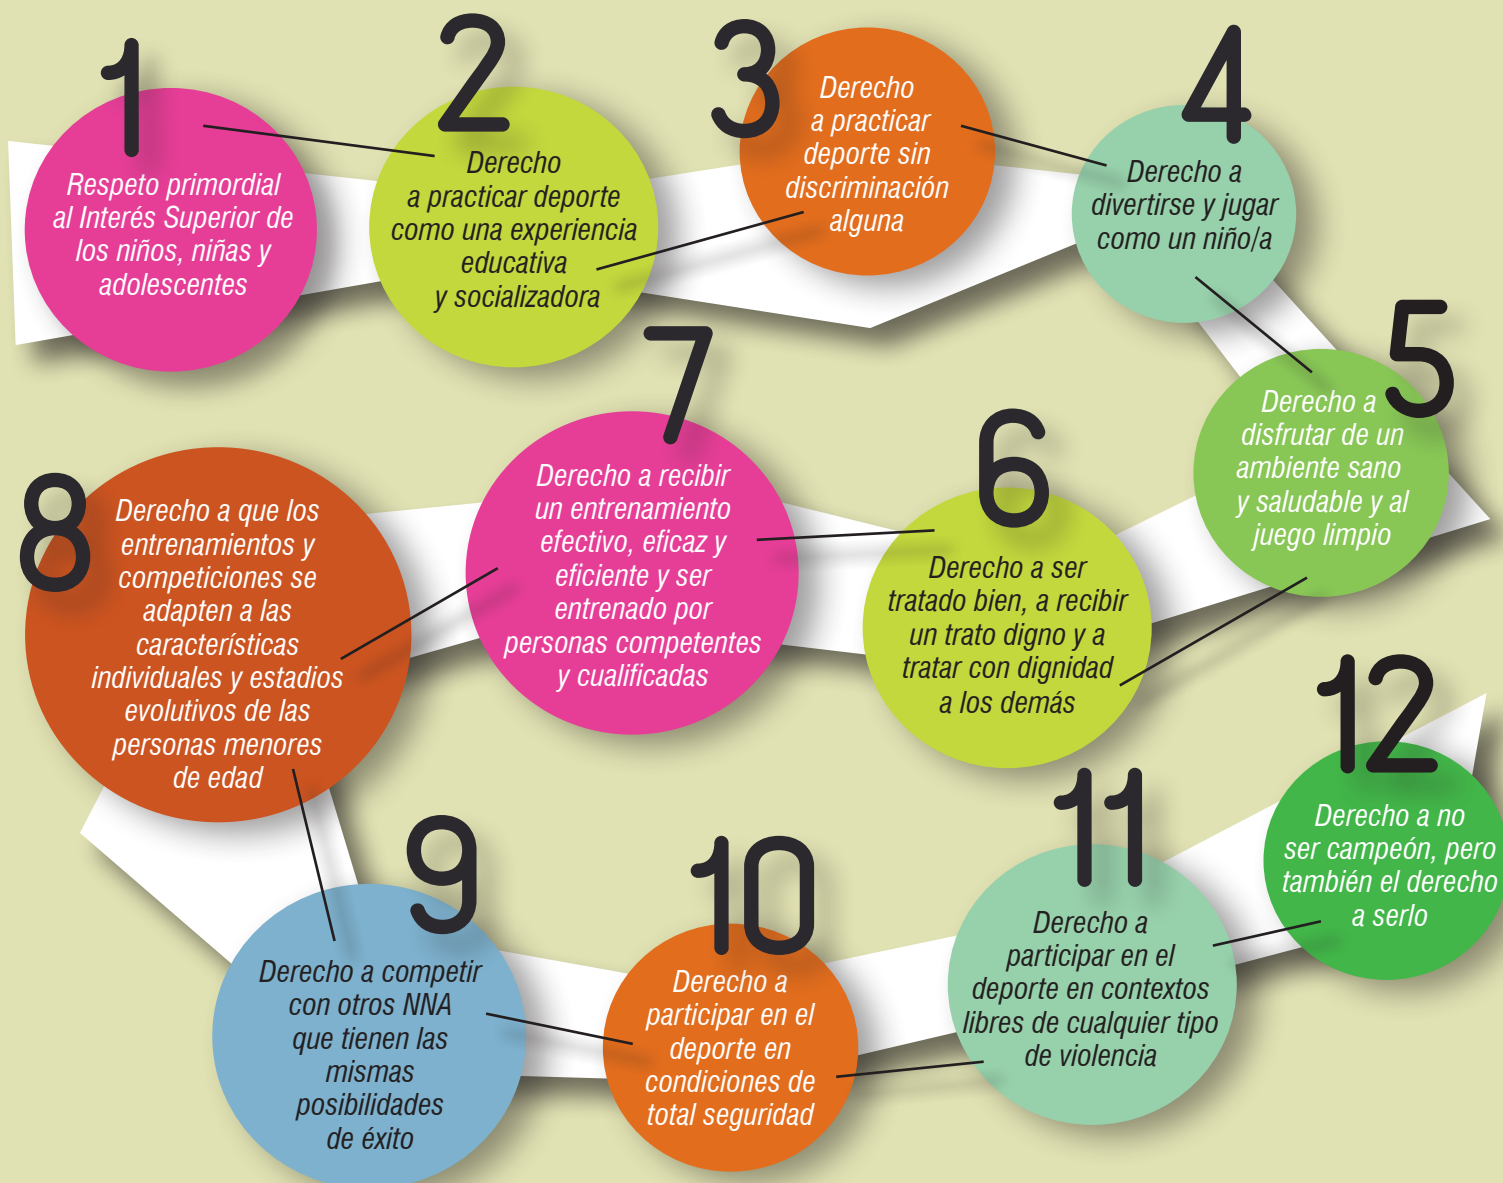 1
Respeto primordial
al Interés Superior de
los niños, niñas y
adolescentes
2
Derecho
a practicar deporte
como una experiencia
educativa
y socializadora
3
Derecho
a practicar
deporte sin
discriminación
alguna
4
Derecho a
divertirse y jugar
como un niño/a
5
Derecho a
disfrutar de un
ambiente sano
y saludable y al
juego limpio
6
Derecho a ser
tratado bien, a recibir
un trato digno y a
tratar con dignidad
a los demás
7
Derecho a recibir
un entrenamiento
efectivo, eficaz y
eficiente y ser
entrenado por
personas competentes
y cualificadas
8
Derecho a que los
entrenamientos y
competiciones se
adapten a las
características
individuales y estadios
evolutivos de las
personas menores
de edad
9
Derecho a competir
con otros NNA
que tienen las
mismas
posibilidades
de éxito
10
Derecho a
participar en el
deporte en
condiciones de
total seguridad
11
Derecho a
participar en el
deporte en contextos
libres de cualquier tipo
de violencia
12
Derecho a no
ser campeón, pero
también el derecho
a serlo